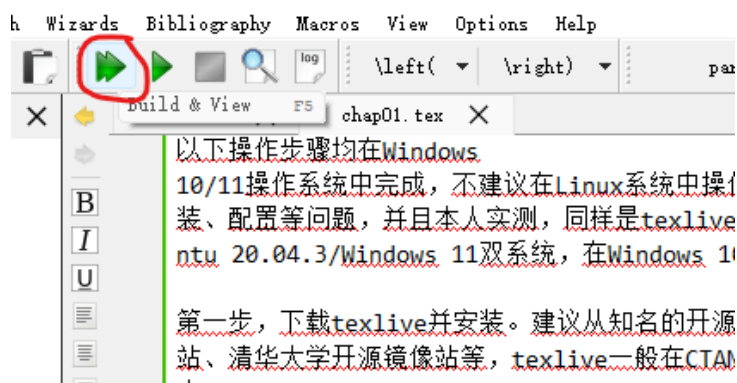 Wizards Bibliography Macros View Options Help
log \left( \right)
Build & View F5 chap01.tex
以下操作步骤均在Windows
B 10/11操作系统中完成，不建议在Linux系统中操
I 装、配置等问题，并且本人实测，同样是texlive
U ntu 20.04.3/Windows 11双系统，在Windows
第一步，下载texlive并安装。建议从知名的开源
站、清华大学开源镜像站等，texlive一般在CTAN